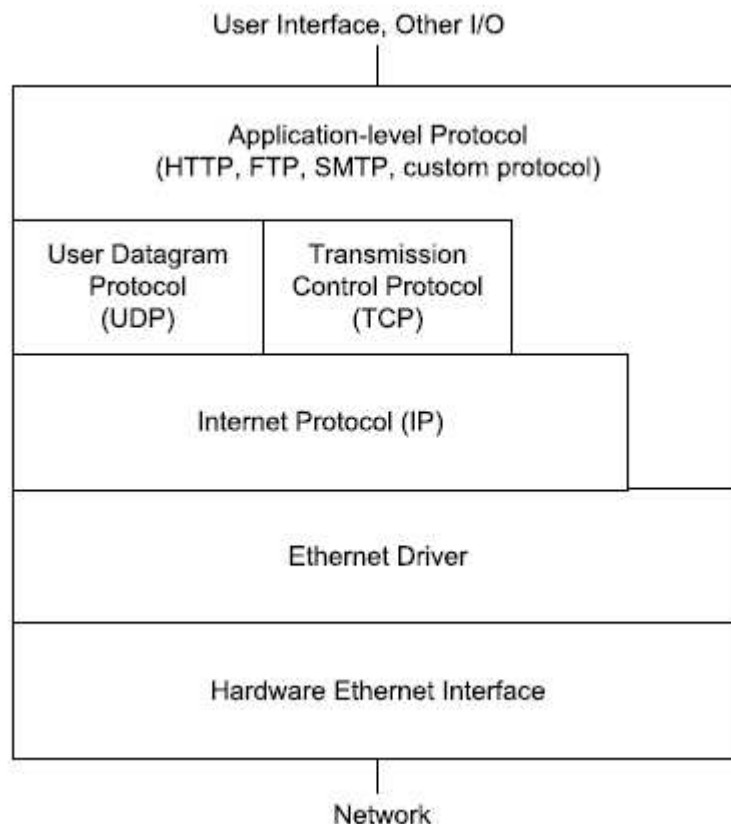 User Interface, Other I/O
Application-level Protocol
(HTTP, FTP, SMTP, custom protocol)
User Datagram
Protocol
(UDP)
Transmission
Control Protocol
(TCP)
Internet Protocol (IP)
Ethernet Driver
Hardware Ethernet Interface
Network